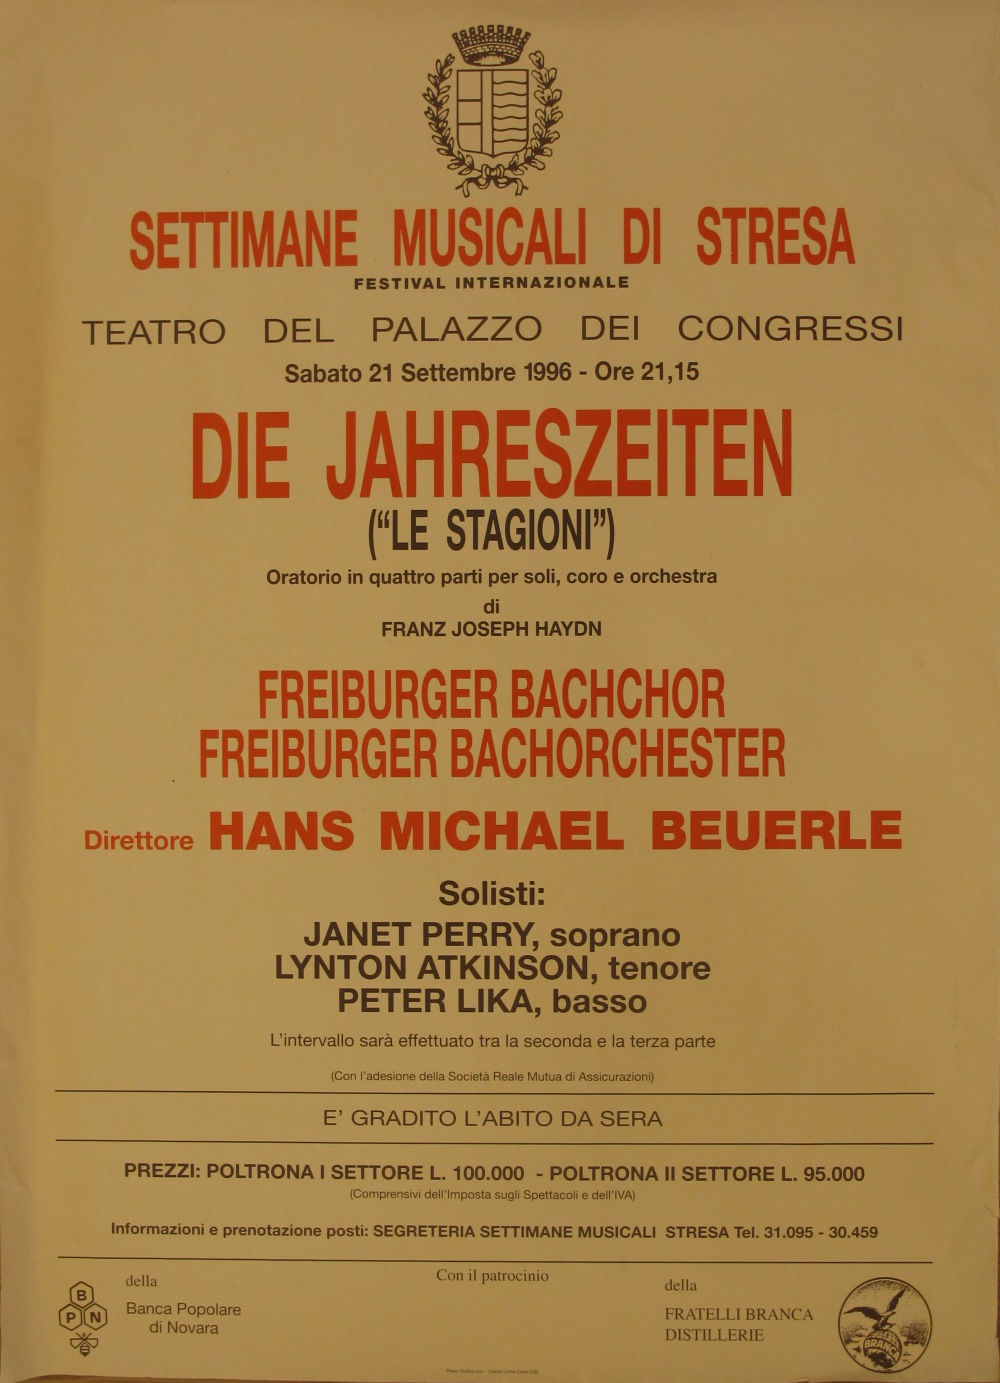 SETTIMANE MUSICALI DI STRESA
FESTIVAL INTERNAZIONALE
TEATRO DEL PALAZZO DEI CONGRESSI
Sabato 21 Settembre 1996 - Ore 21,15
DIE JAHRESZEITEN
("LE STAGIONI")
Oratorio in quattro parti per soli, coro e orchestra
di
FRANZ JOSEPH HAYDN
FREIBURGER BACHCHOR
FREIBURGER BACHORCHESTER
Direttore HANS MICHAEL BEUERLE
Solisti:
JANET PERRY, soprano
LYNTON ATKINSON, tenore
PETER LIKA, basso
L'intervallo sarà effettuato tra la seconda e la terza parte
(Con l'adesione della Società Reale Mutua di Assicurazioni)
E' GRADITO L'ABITO DA SERA
PREZZI: POLTRONA I SETTORE L. 100.000 - POLTRONA II SETTORE L. 95.000
(Comprensivi dell'Imposta sugli Spettacoli e dell'IVA)
Informazioni e prenotazione posti: SEGRETERIA SETTIMANE MUSICALI STRESA Tel. 31.095 - 30.459
Con il patrocinio
B
P N
della
Banca Popolare
di Novara
della
FRATELLI BRANCA
DISTILLERIE
BRANCA